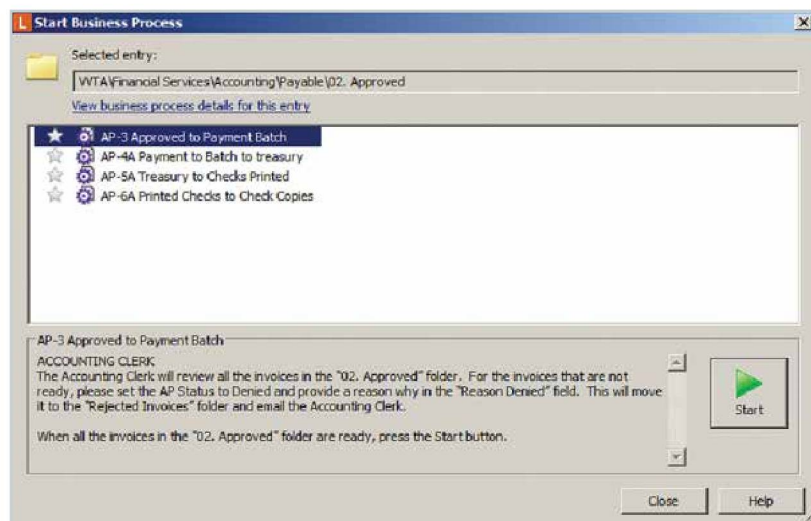 L Start Business Process
Selected entry:
WTA\Financial Services\Accounting\Payable\02. Approved
View business process details for this entry
AP-3 Approved to Payment Batch
AP-4A Payment to Batch to treasury
AP-5A Treasury to Checks Printed
AP-6A Printed Checks to Check Copies
AP-3 Approved to Payment Batch
ACCOUNTING CLERK
The Accounting Clerk will review all the invoices in the "02. Approved" folder. For the invoices that are not
ready, please set the AP Status to Denied and provide a reason why in the "Reason Denied" field. This will move
it to the "Rejected Invoices" folder and email the Accounting Clerk.
When all the invoices in the "02. Approved" folder are ready, press the Start button.
Start
Close
Help